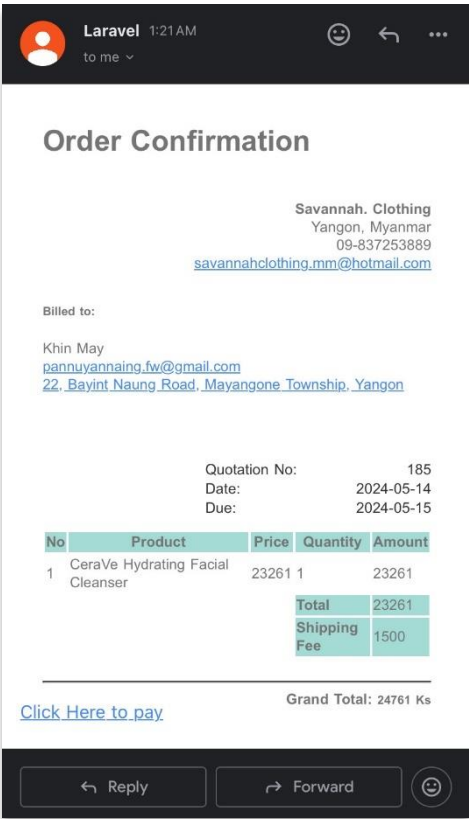 Laravel 1:21 AM
to me
Order Confirmation
Savannah. Clothing
Yangon, Myanmar
09-837253889
savannahclothing.mm@hotmail.com
Billed to:
Khin May
pannuyannaing.fw@gmail.com
22, Bayint Naung Road, Mayangone Township, Yangon
Quotation No: 185
Date: 2024-05-14
Due: 2024-05-15
No Product Price Quantity Amount
1 CeraVe Hydrating Facial Cleanser 23261 1 23261
Total 23261
Shipping Fee 1500
Grand Total: 24761 Ks
Click Here to pay
Reply Forward